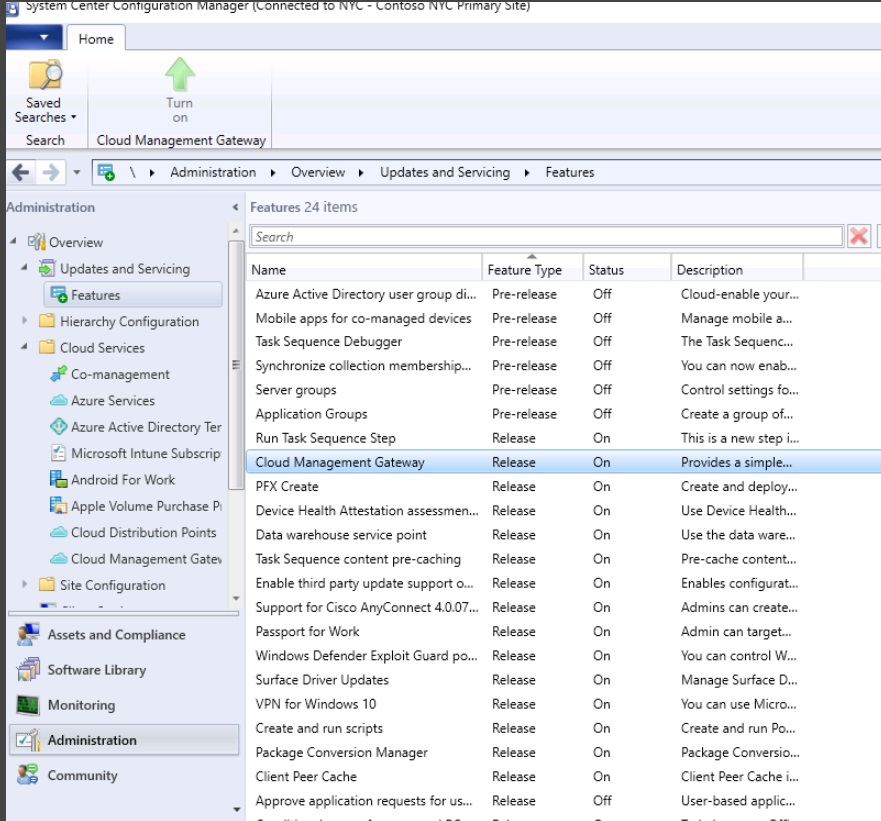 System Center Configuration Manager (Connected to NYC - Contoso NYC Primary Site)
Home
Saved Searches
Turn on
Search
Cloud Management Gateway
\ Administration Overview Updates and Servicing Features
Administration
Overview
Updates and Servicing
Features
Hierarchy Configuration
Cloud Services
Co-management
Azure Services
Azure Active Directory Ter
Microsoft Intune Subscrip
Android For Work
Apple Volume Purchase P
Cloud Distribution Points
Cloud Management Gatew
Site Configuration
Assets and Compliance
Software Library
Monitoring
Administration
Community
Features 24 items
Search
Name Feature Type Status Description
Azure Active Directory user group di... Pre-release Off Cloud-enable your...
Mobile apps for co-managed devices Pre-release Off Manage mobile a...
Task Sequence Debugger Pre-release Off The Task Sequenc...
Synchronize collection membership... Pre-release Off You can now enab...
Server groups Pre-release Off Control settings fo...
Application Groups Pre-release Off Create a group of...
Run Task Sequence Step Release On This is a new step i...
Cloud Management Gateway Release On Provides a simple...
PFX Create Release On Create and deploy...
Device Health Attestation assessmen... Release On Use Device Health...
Data warehouse service point Release On Use the data ware...
Task Sequence content pre-caching Release On Pre-cache content...
Enable third party update support o... Release On Enables configurat...
Support for Cisco AnyConnect 4.0.07... Release On Admins can create...
Passport for Work Release On Admin can target...
Windows Defender Exploit Guard po... Release On You can control W...
Surface Driver Updates Release On Manage Surface D...
VPN for Windows 10 Release On You can use Micro...
Create and run scripts Release On Create and run Po...
Package Conversion Manager Release On Package Conversio...
Client Peer Cache Release On Client Peer Cache i...
Approve application requests for us... Release Off User-based applic...